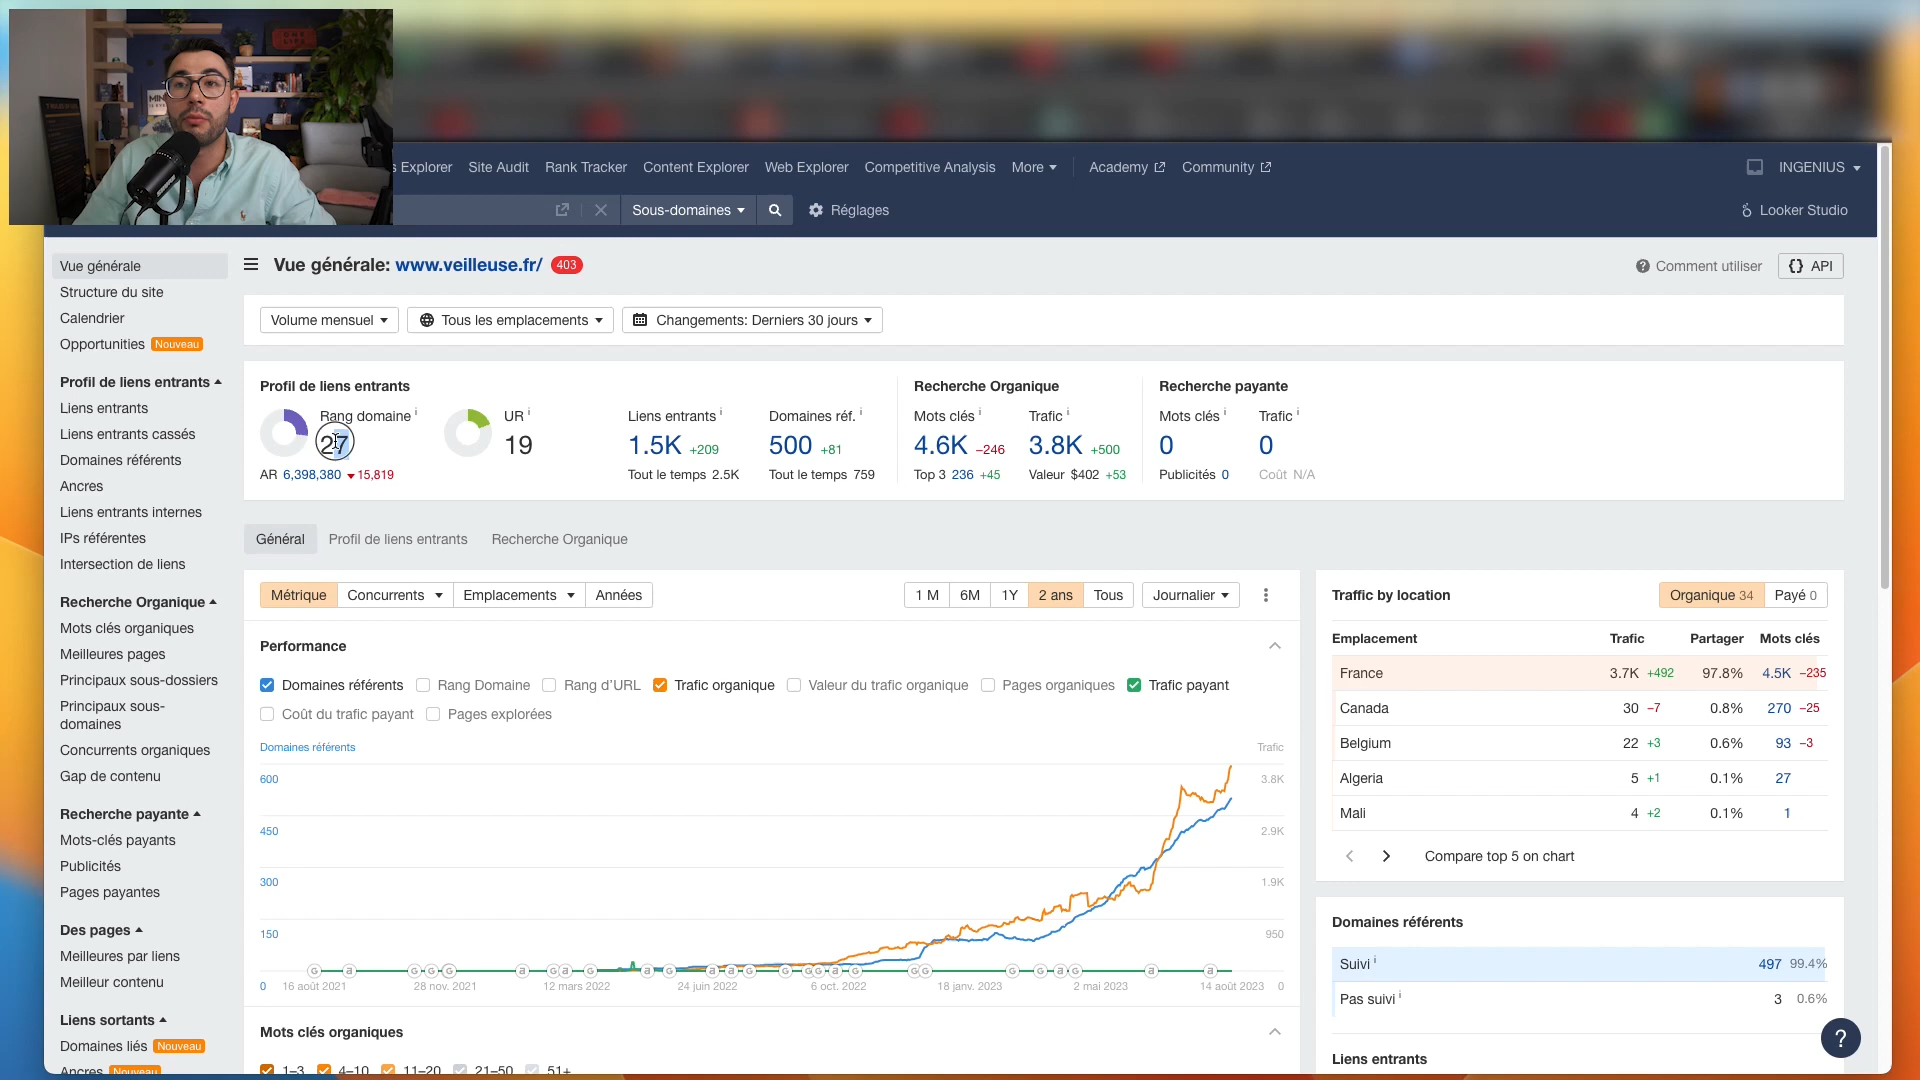 s Explorer Site Audit Rank Tracker Content Explorer Web Explorer Competitive Analysis More Academy Community INGENIUS
Sous-domaines Réglages Looker Studio
Vue générale
Structure du site
Calendrier
Opportunities Nouveau
Profil de liens entrants
Liens entrants
Liens entrants cassés
Domaines référents
Ancres
Liens entrants internes
IPs référentes
Intersection de liens
Recherche Organique
Mots clés organiques
Meilleures pages
Principaux sous-dossiers
Principaux sous-
domaines
Concurrents organiques
Gap de contenu
Recherche payante
Mots-clés payants
Publicités
Pages payantes
Des pages
Meilleures par liens
Meilleur contenu
Liens sortants
Domaines liés Nouveau
Ancres Nouveau
Vue générale: www.veilleuse.fr/ 403
Comment utiliser API
Volume mensuel Tous les emplacements Changements: Derniers 30 jours
Profil de liens entrants Recherche Organique Recherche payante
Rang domaine i UR i Liens entrants i Domaines réf. i Mots clés i Trafic i Mots clés i Trafic i
27 19 1.5K +209 500 +81 4.6K −246 3.8K +500 0 0
AR 6,398,380 15,819 Tout le temps 2.5K Tout le temps 759 Top 3 236 +45 Valeur $402 +53 Publicités 0 Coût N/A
Général Profil de liens entrants Recherche Organique
Métrique Concurrents Emplacements Années 1 M 6M 1Y 2 ans Tous Journalier
Performance
Domaines référents Rang Domaine Rang d'URL Trafic organique Valeur du trafic organique Pages organiques Trafic payant
Coût du trafic payant Pages explorées
Domaines référents Trafic
600 3.8K
450 2.9K
300 1.9K
150 950
G a G G G a G a G a G a a G G G G a G G G G a G a a
0 16 août 2021 28 nov. 2021 12 mars 2022 24 juin 2022 6 oct. 2022 18 janv. 2023 2 mai 2023 14 août 2023 0
Mots clés organiques
1–3 4–10 11–20 21–50 51+
Traffic by location Organique 34 Payé 0
Emplacement Trafic Partager Mots clés
France 3.7K +492 97.8% 4.5K −235
Canada 30 −7 0.8% 270 −25
Belgium 22 +3 0.6% 93 −3
Algeria 5 +1 0.1% 27
Mali 4 +2 0.1% 1
Compare top 5 on chart
Domaines référents
Suivi i 497 99.4%
Pas suivi i 3 0.6%
Liens entrants
?